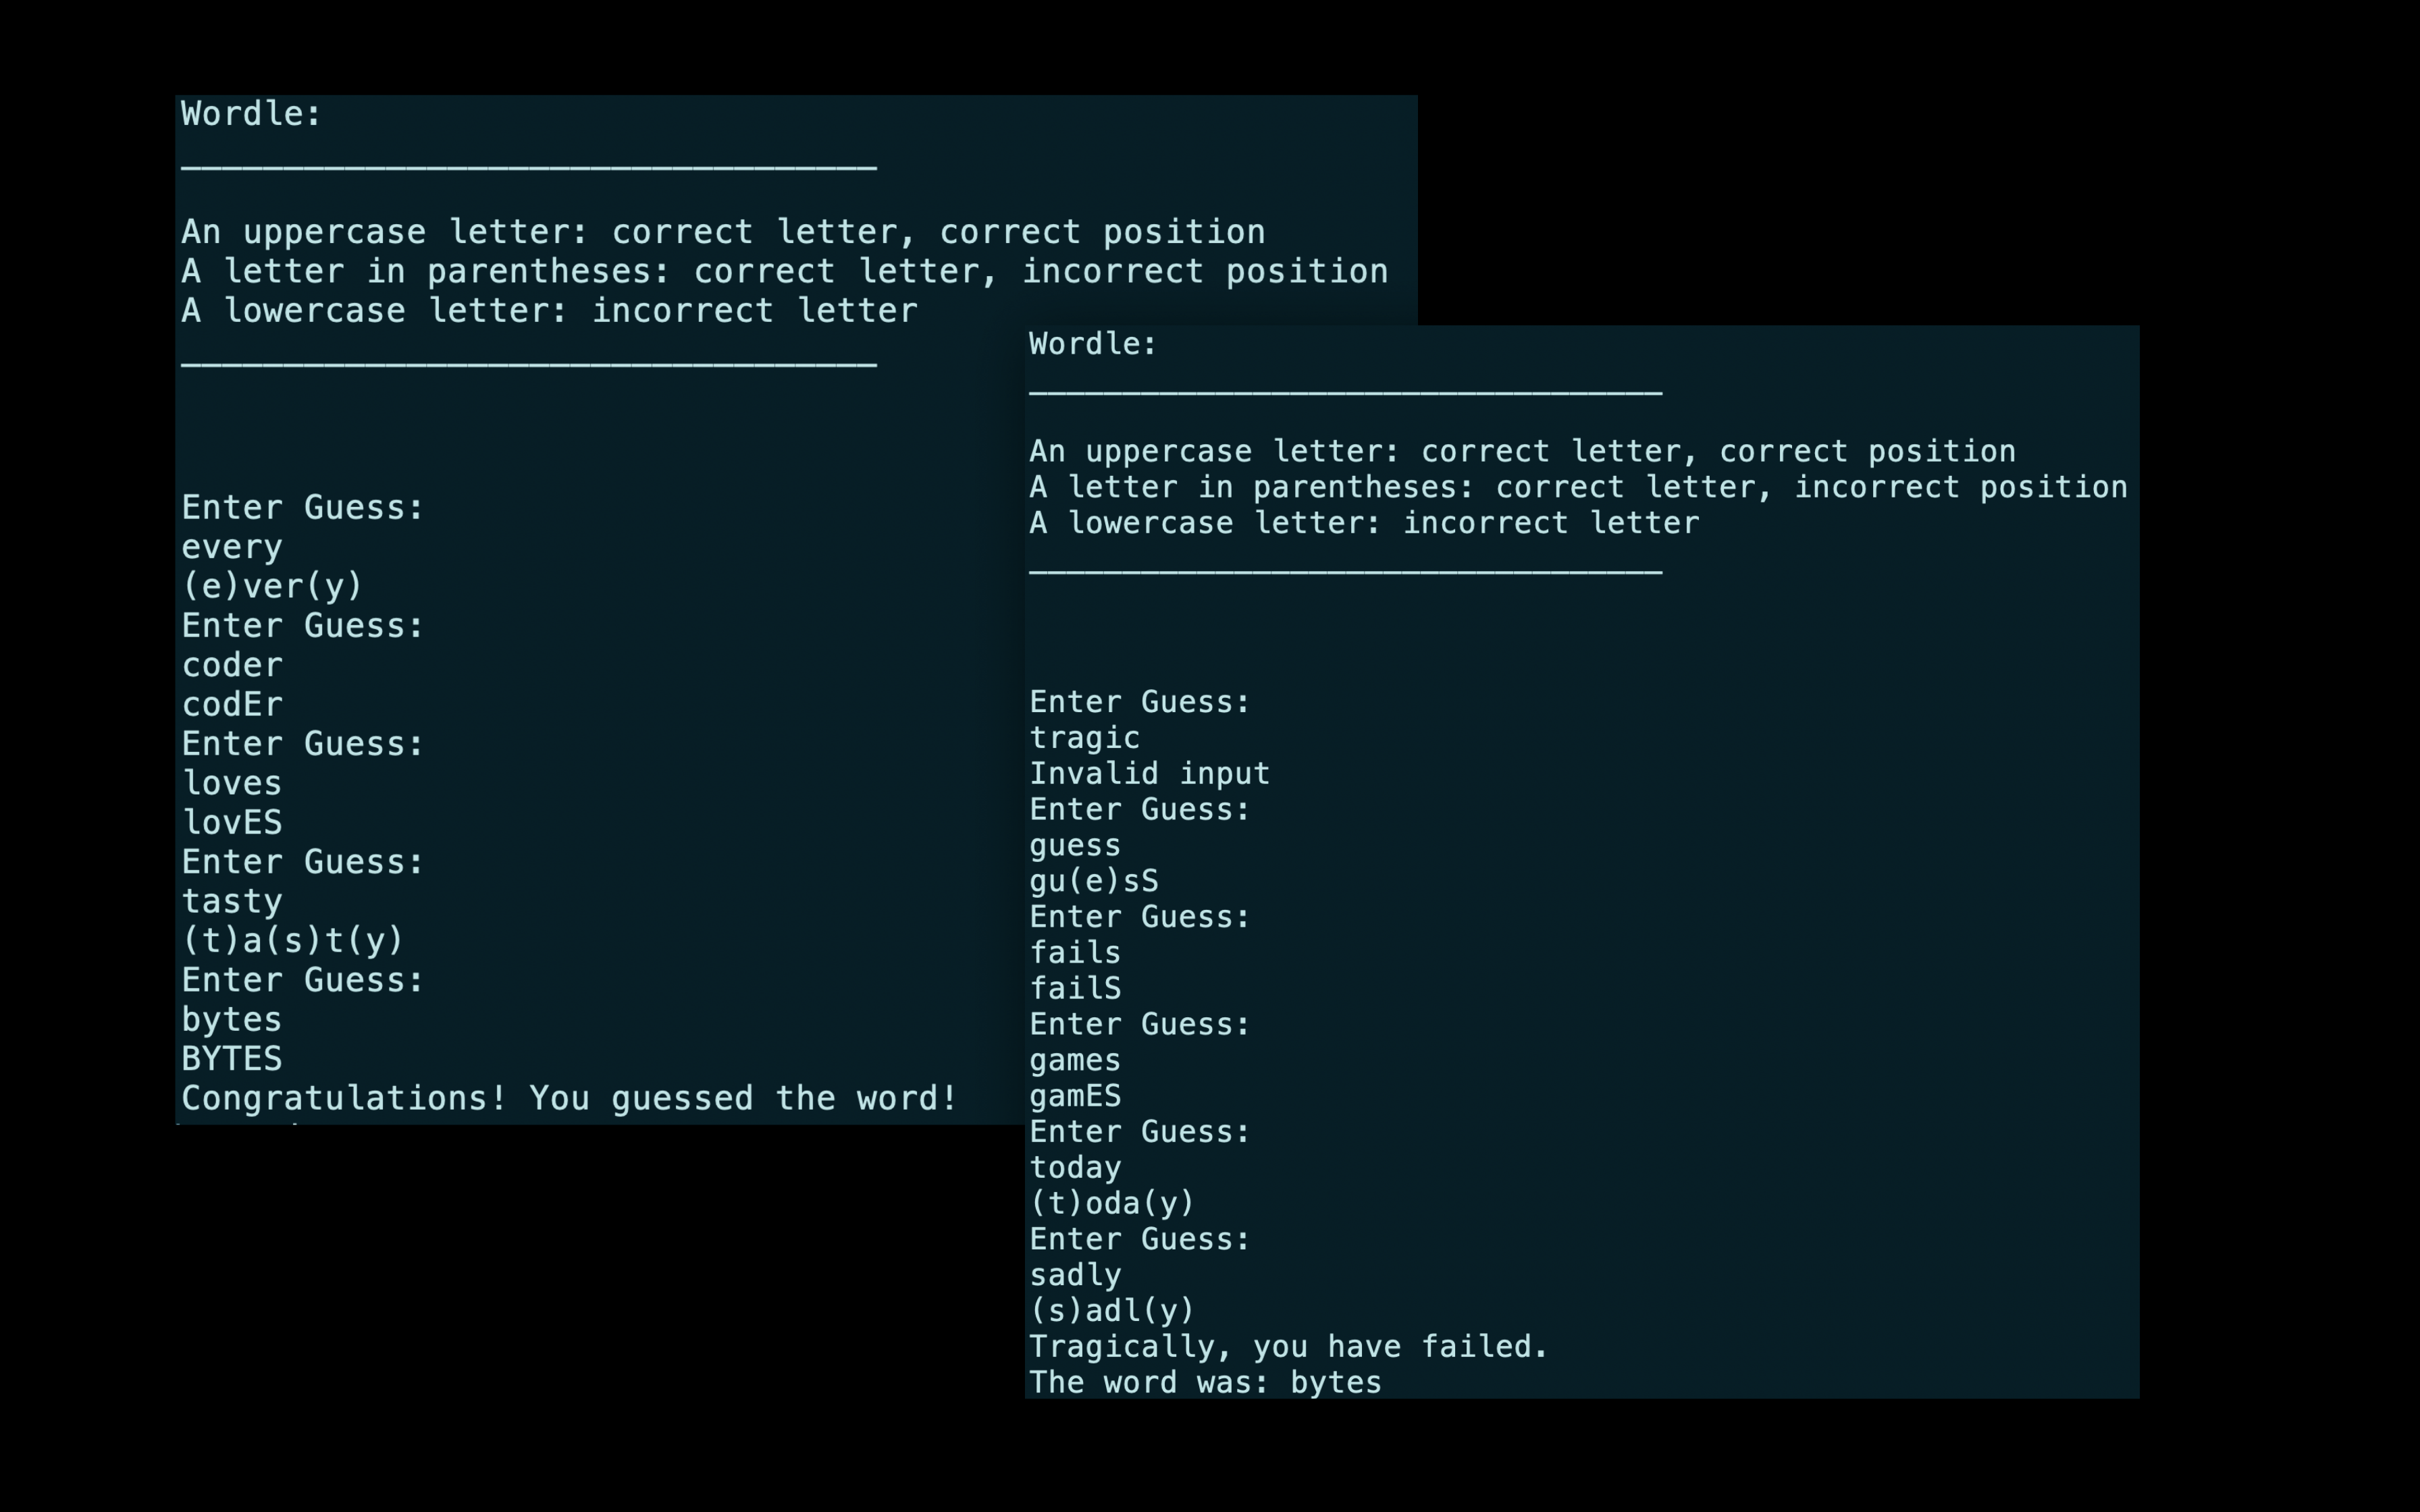 Wordle:
__________________________________
An uppercase letter: correct letter, correct position
A letter in parentheses: correct letter, incorrect position
A lowercase letter: incorrect letter
__________________________________
Enter Guess:
every
(e)ver(y)
Enter Guess:
coder
codEr
Enter Guess:
loves
lovES
Enter Guess:
tasty
(t)a(s)t(y)
Enter Guess:
bytes
BYTES
Congratulations! You guessed the word!
Wordle:
__________________________________
An uppercase letter: correct letter, correct position
A letter in parentheses: correct letter, incorrect position
A lowercase letter: incorrect letter
__________________________________
Enter Guess:
tragic
Invalid input
Enter Guess:
guess
gu(e)sS
Enter Guess:
fails
failS
Enter Guess:
games
gamES
Enter Guess:
today
(t)oda(y)
Enter Guess:
sadly
(s)adl(y)
Tragically, you have failed.
The word was: bytes